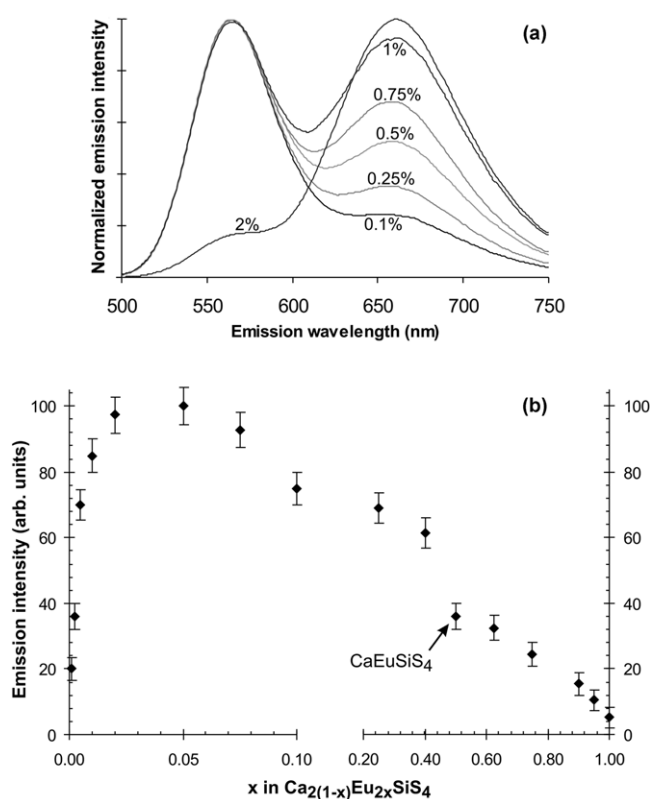 (a)
Normalized emission intensity
1%
0.75%
0.5%
0.25%
2%
0.1%
500 550 600 650 700 750
Emission wavelength (nm)
(b)
Emission intensity (arb. units)
100 100
80 80
60 60
40 40
CaEuSiS4
20 20
0 0
0.00 0.05 0.10 0.20 0.40 0.60 0.80 1.00
x in Ca2(1-x)Eu2xSiS4